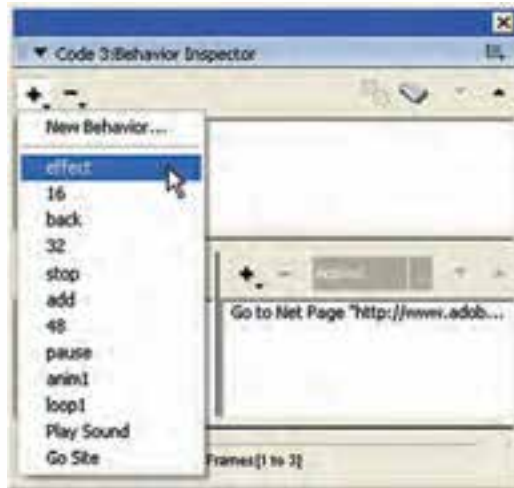 Code 3:Behavior Inspector
New Behavior...
effect
16
back
32
stop
add
48
pause
anim1
loop1
Play Sound
Go Site
Go to Net Page "http://www.adob...
Frames[1 to 3]